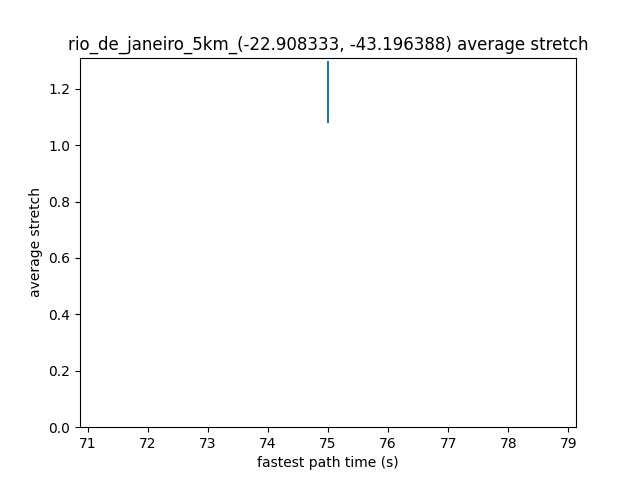 rio_de_janeiro_5km_(-22.908333, -43.196388) average stretch
1.2
1.0
0.8
0.6
0.4
0.2
0.0
average stretch
71 72 73 74 75 76 77 78 79
fastest path time (s)